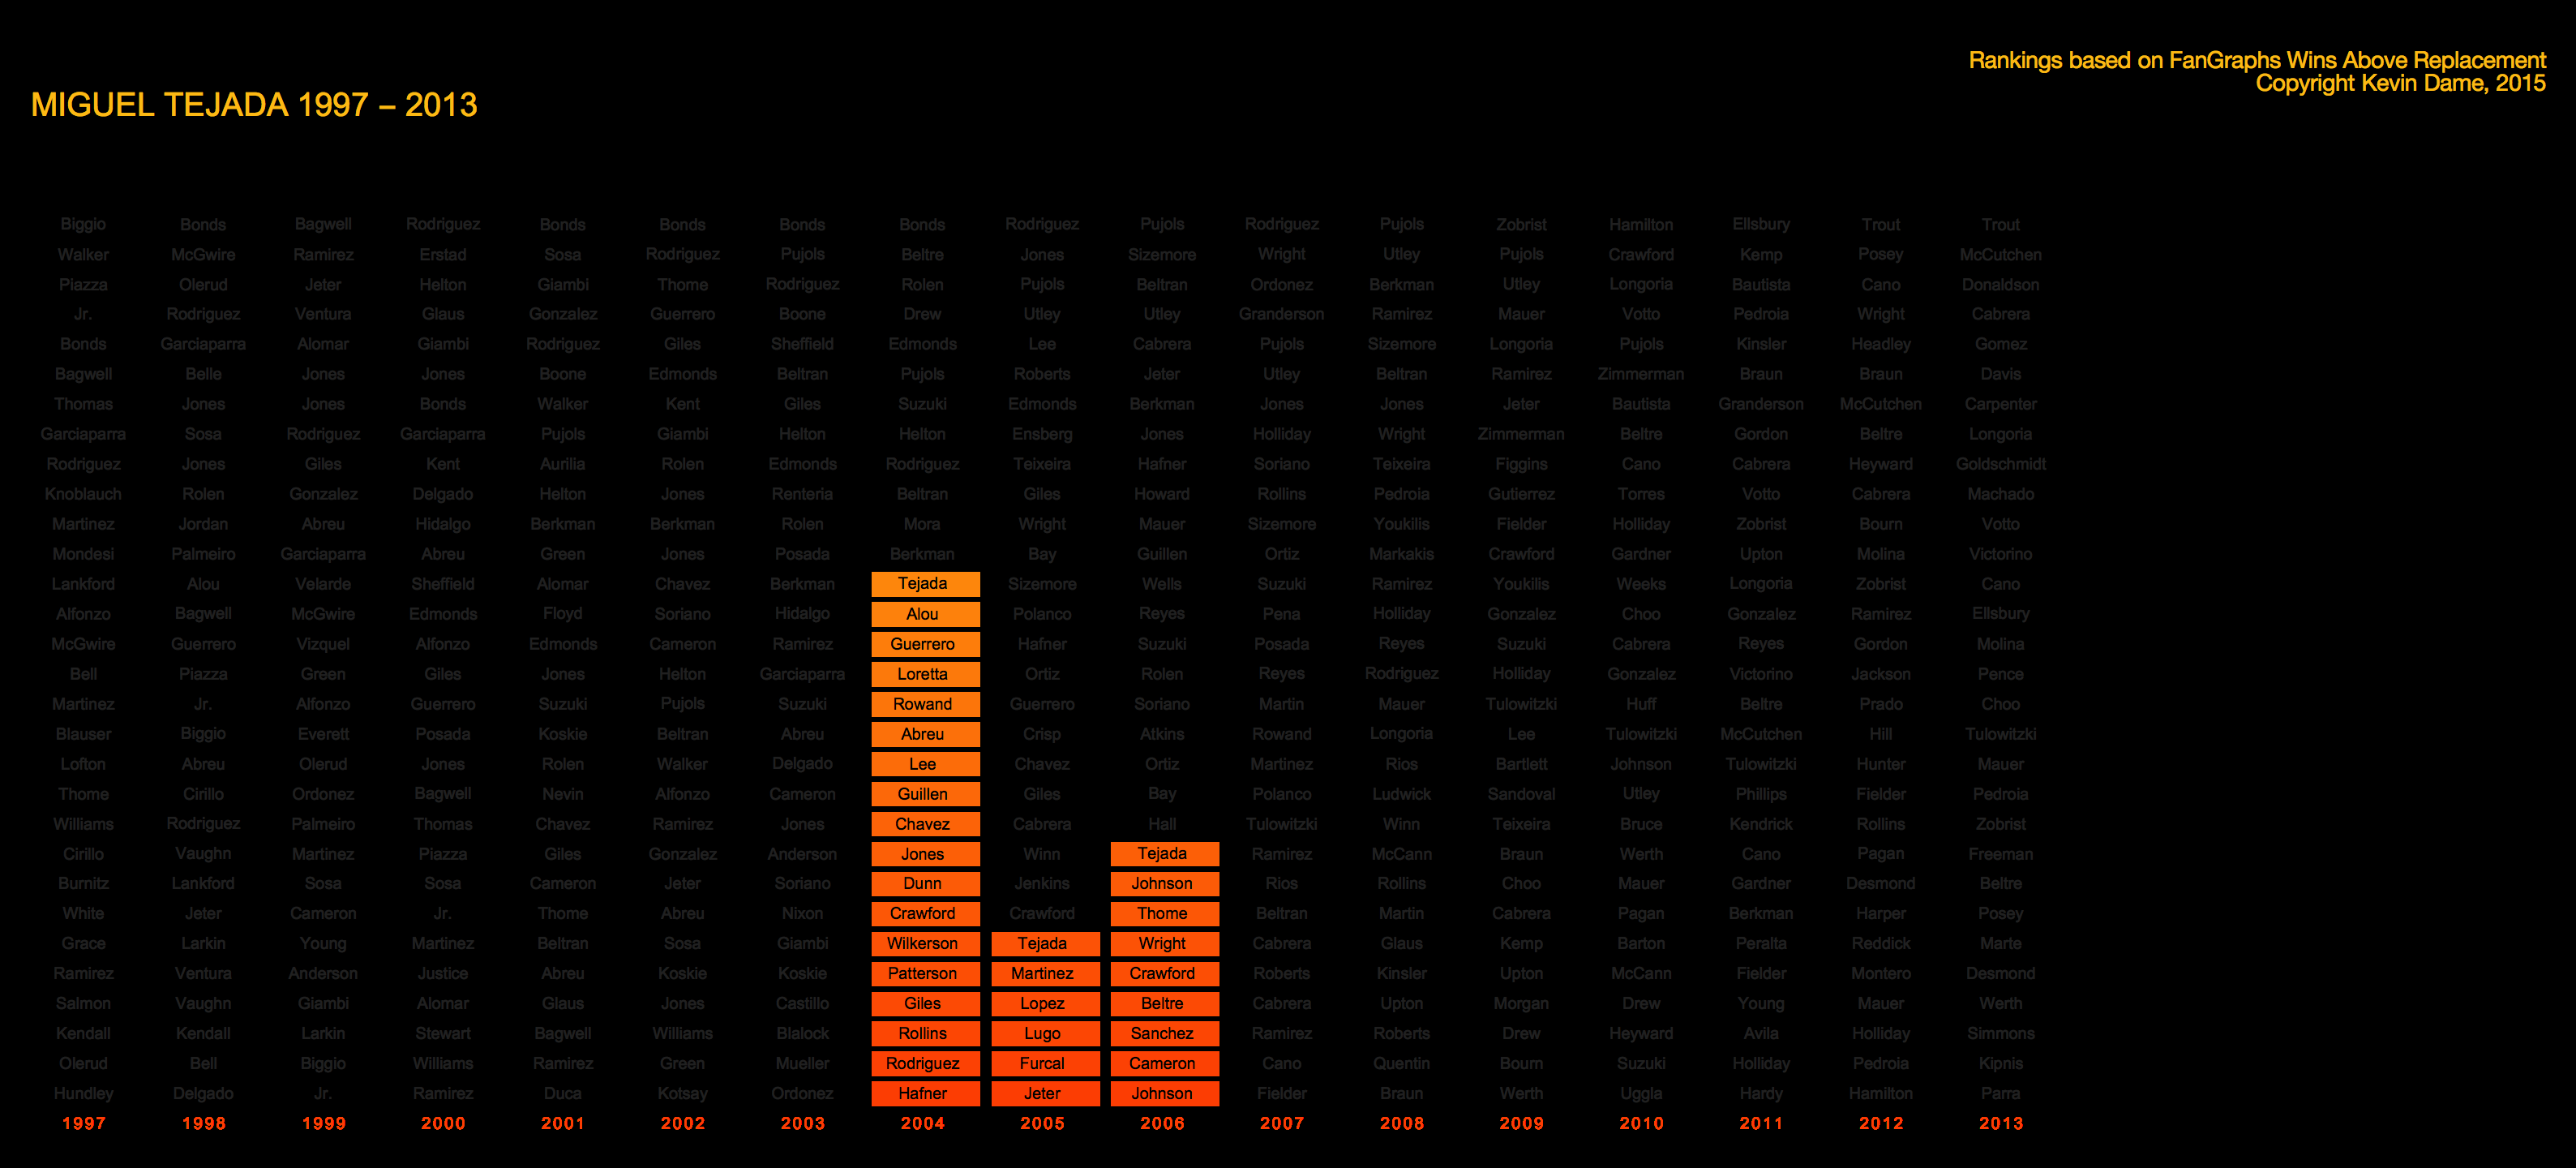 Rankings based on FanGraphs Wins Above Replacement
Copyright Kevin Dame, 2015
MIGUEL TEJADA 1997 – 2013
Biggio Bonds Bagwell Rodriguez Bonds Bonds Bonds Bonds Rodriguez Pujols Rodriguez Pujols Zobrist Hamilton Ellsbury Trout Trout
Walker McGwire Ramirez Erstad Sosa Rodriguez Pujols Beltre Jones Sizemore Wright Utley Pujols Crawford Kemp Posey McCutchen
Piazza Olerud Jeter Helton Giambi Thome Rodriguez Rolen Pujols Beltran Ordonez Berkman Utley Longoria Bautista Cano Donaldson
Jr. Rodriguez Ventura Glaus Gonzalez Guerrero Boone Drew Utley Utley Granderson Ramirez Mauer Votto Pedroia Wright Cabrera
Bonds Garciaparra Alomar Giambi Rodriguez Giles Sheffield Edmonds Lee Cabrera Pujols Sizemore Longoria Pujols Kinsler Headley Gomez
Bagwell Belle Jones Jones Boone Edmonds Beltran Pujols Roberts Jeter Utley Beltran Ramirez Zimmerman Braun Braun Davis
Thomas Jones Jones Bonds Walker Kent Giles Suzuki Edmonds Berkman Jones Jones Jeter Bautista Granderson McCutchen Carpenter
Garciaparra Sosa Rodriguez Garciaparra Pujols Giambi Helton Helton Ensberg Jones Holliday Wright Zimmerman Beltre Gordon Beltre Longoria
Rodriguez Jones Giles Kent Aurilia Rolen Edmonds Rodriguez Teixeira Hafner Soriano Teixeira Figgins Cano Cabrera Heyward Goldschmidt
Knoblauch Rolen Gonzalez Delgado Helton Jones Renteria Beltran Giles Howard Rollins Pedroia Gutierrez Torres Votto Cabrera Machado
Martinez Jordan Abreu Hidalgo Berkman Berkman Rolen Mora Wright Mauer Sizemore Youkilis Fielder Holliday Zobrist Bourn Votto
Mondesi Palmeiro Garciaparra Abreu Green Jones Posada Berkman Bay Guillen Ortiz Markakis Crawford Gardner Upton Molina Victorino
Lankford Alou Velarde Sheffield Alomar Chavez Berkman Tejada Sizemore Wells Suzuki Ramirez Youkilis Weeks Longoria Zobrist Cano
Alfonzo Bagwell McGwire Edmonds Floyd Soriano Hidalgo Alou Polanco Reyes Pena Holliday Gonzalez Choo Gonzalez Ramirez Ellsbury
McGwire Guerrero Vizquel Alfonzo Edmonds Cameron Ramirez Guerrero Hafner Suzuki Posada Reyes Suzuki Cabrera Reyes Gordon Molina
Bell Piazza Green Giles Jones Helton Garciaparra Loretta Ortiz Rolen Reyes Rodriguez Holliday Gonzalez Victorino Jackson Pence
Martinez Jr. Alfonzo Guerrero Suzuki Pujols Suzuki Rowand Guerrero Soriano Martin Mauer Tulowitzki Huff Beltre Prado Choo
Blauser Biggio Everett Posada Koskie Beltran Abreu Abreu Crisp Atkins Rowand Longoria Lee Tulowitzki McCutchen Hill Tulowitzki
Lofton Abreu Olerud Jones Rolen Walker Delgado Lee Chavez Ortiz Martinez Rios Bartlett Johnson Tulowitzki Hunter Mauer
Thome Cirillo Ordonez Bagwell Nevin Alfonzo Cameron Guillen Giles Bay Polanco Ludwick Sandoval Utley Phillips Fielder Pedroia
Williams Rodriguez Palmeiro Thomas Chavez Ramirez Jones Chavez Cabrera Hall Tulowitzki Winn Teixeira Bruce Kendrick Rollins Zobrist
Cirillo Vaughn Martinez Piazza Giles Gonzalez Anderson Jones Winn Tejada Ramirez McCann Braun Werth Cano Pagan Freeman
Burnitz Lankford Sosa Sosa Cameron Jeter Soriano Dunn Jenkins Johnson Rios Rollins Choo Mauer Gardner Desmond Beltre
White Jeter Cameron Jr. Thome Abreu Nixon Crawford Crawford Thome Beltran Martin Cabrera Pagan Berkman Harper Posey
Grace Larkin Young Martinez Beltran Sosa Giambi Wilkerson Tejada Wright Cabrera Glaus Kemp Barton Peralta Reddick Marte
Ramirez Ventura Anderson Justice Abreu Koskie Koskie Patterson Martinez Crawford Roberts Kinsler Upton McCann Fielder Montero Desmond
Salmon Vaughn Giambi Alomar Glaus Jones Castillo Giles Lopez Beltre Cabrera Upton Morgan Drew Young Mauer Werth
Kendall Kendall Larkin Stewart Bagwell Williams Blalock Rollins Lugo Sanchez Ramirez Roberts Drew Heyward Avila Holliday Simmons
Olerud Bell Biggio Williams Ramirez Green Mueller Rodriguez Furcal Cameron Cano Quentin Bourn Suzuki Holliday Pedroia Kipnis
Hundley Delgado Jr. Ramirez Duca Kotsay Ordonez Hafner Jeter Johnson Fielder Braun Werth Uggla Hardy Hamilton Parra
1997 1998 1999 2000 2001 2002 2003 2004 2005 2006 2007 2008 2009 2010 2011 2012 2013